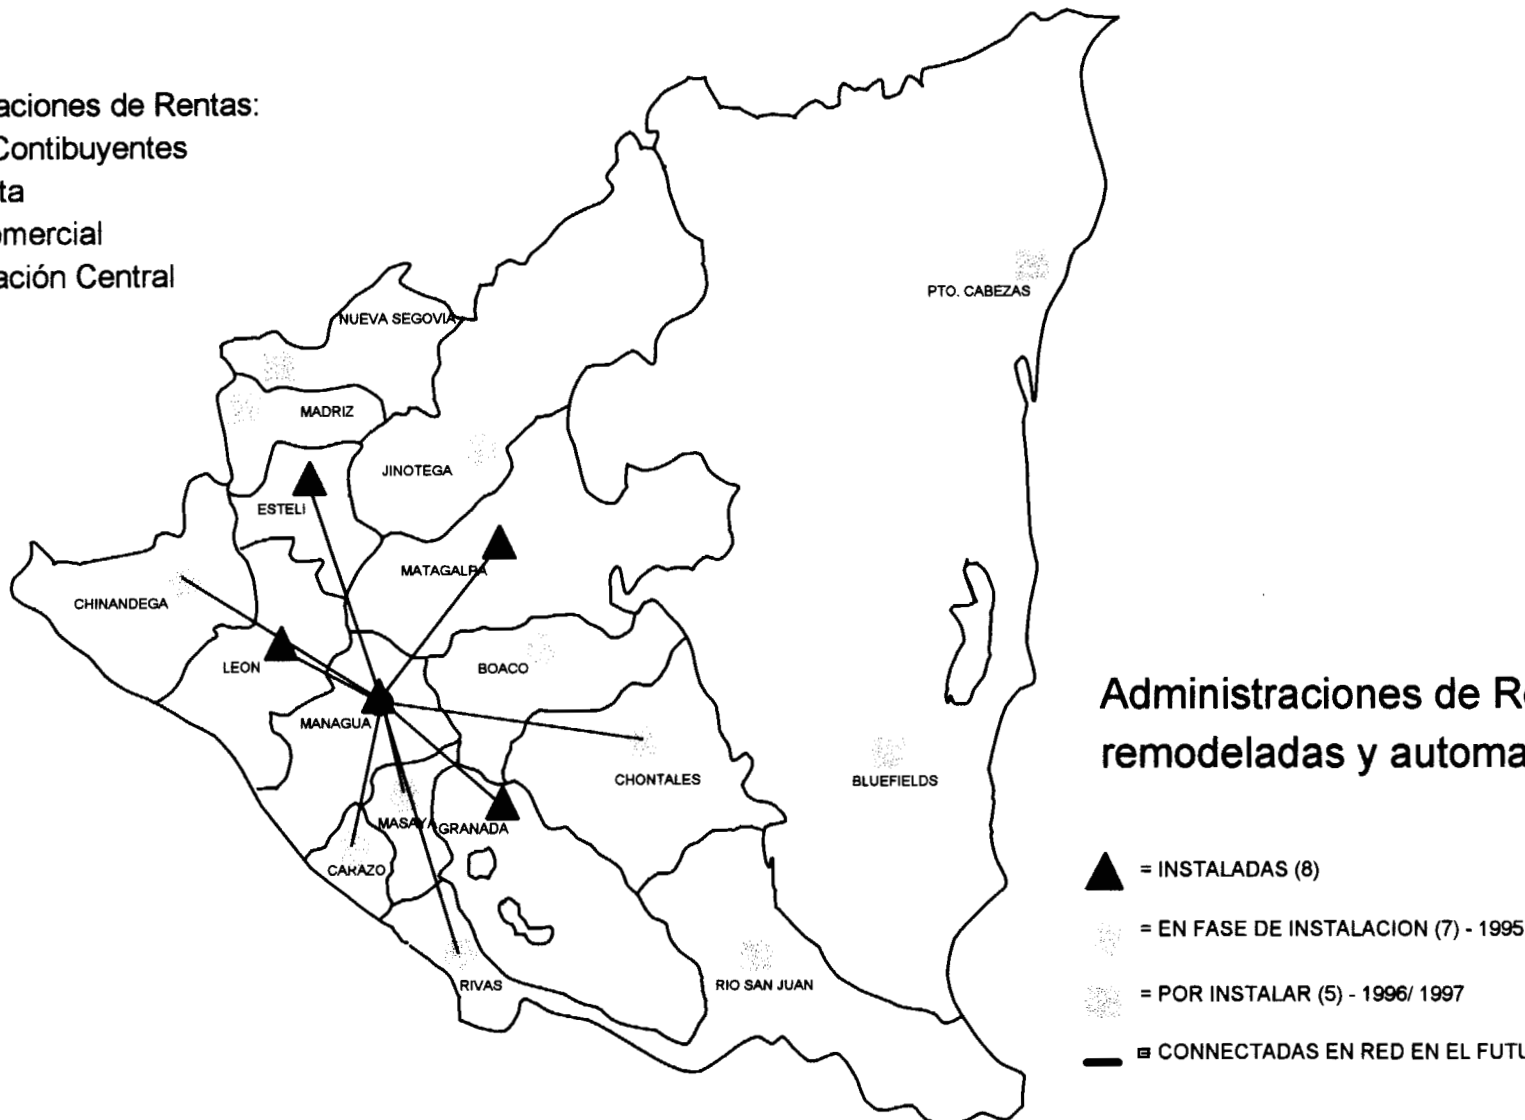 aciones de Rentas:
Contibuyentes
ta
omercial
ación Central
PTO. CABEZAS
NUEVA SEGOVIA
MADRIZ
JINOTEGA
ESTELI
MATAGALPA
CHINANDEGA
LEON
BOACO
MANAGUA
CHONTALES
BLUEFIELDS
MASAYA
GRANADA
CARAZO
RIVAS
RIO SAN JUAN
Administraciones de R
remodeladas y automa
= INSTALADAS (8)
= EN FASE DE INSTALACION (7) - 1995
= POR INSTALAR (5) - 1996/ 1997
= CONNECTADAS EN RED EN EL FUTU